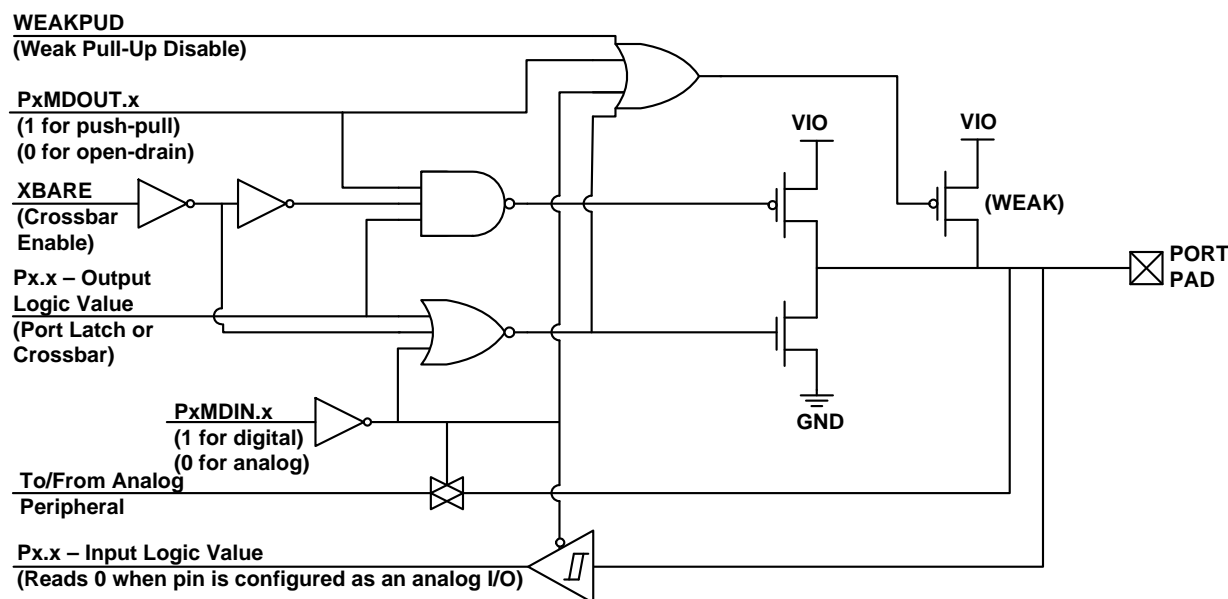 WEAKPUD
(Weak Pull-Up Disable)
PxMDOUT.x
(1 for push-pull)
(0 for open-drain)
XBARE
(Crossbar
Enable)
Px.x – Output
Logic Value
(Port Latch or
Crossbar)
PxMDIN.x
(1 for digital)
(0 for analog)
To/From Analog
Peripheral
Px.x – Input Logic Value
(Reads 0 when pin is configured as an analog I/O)
VIO
VIO
(WEAK)
GND
PORT
PAD